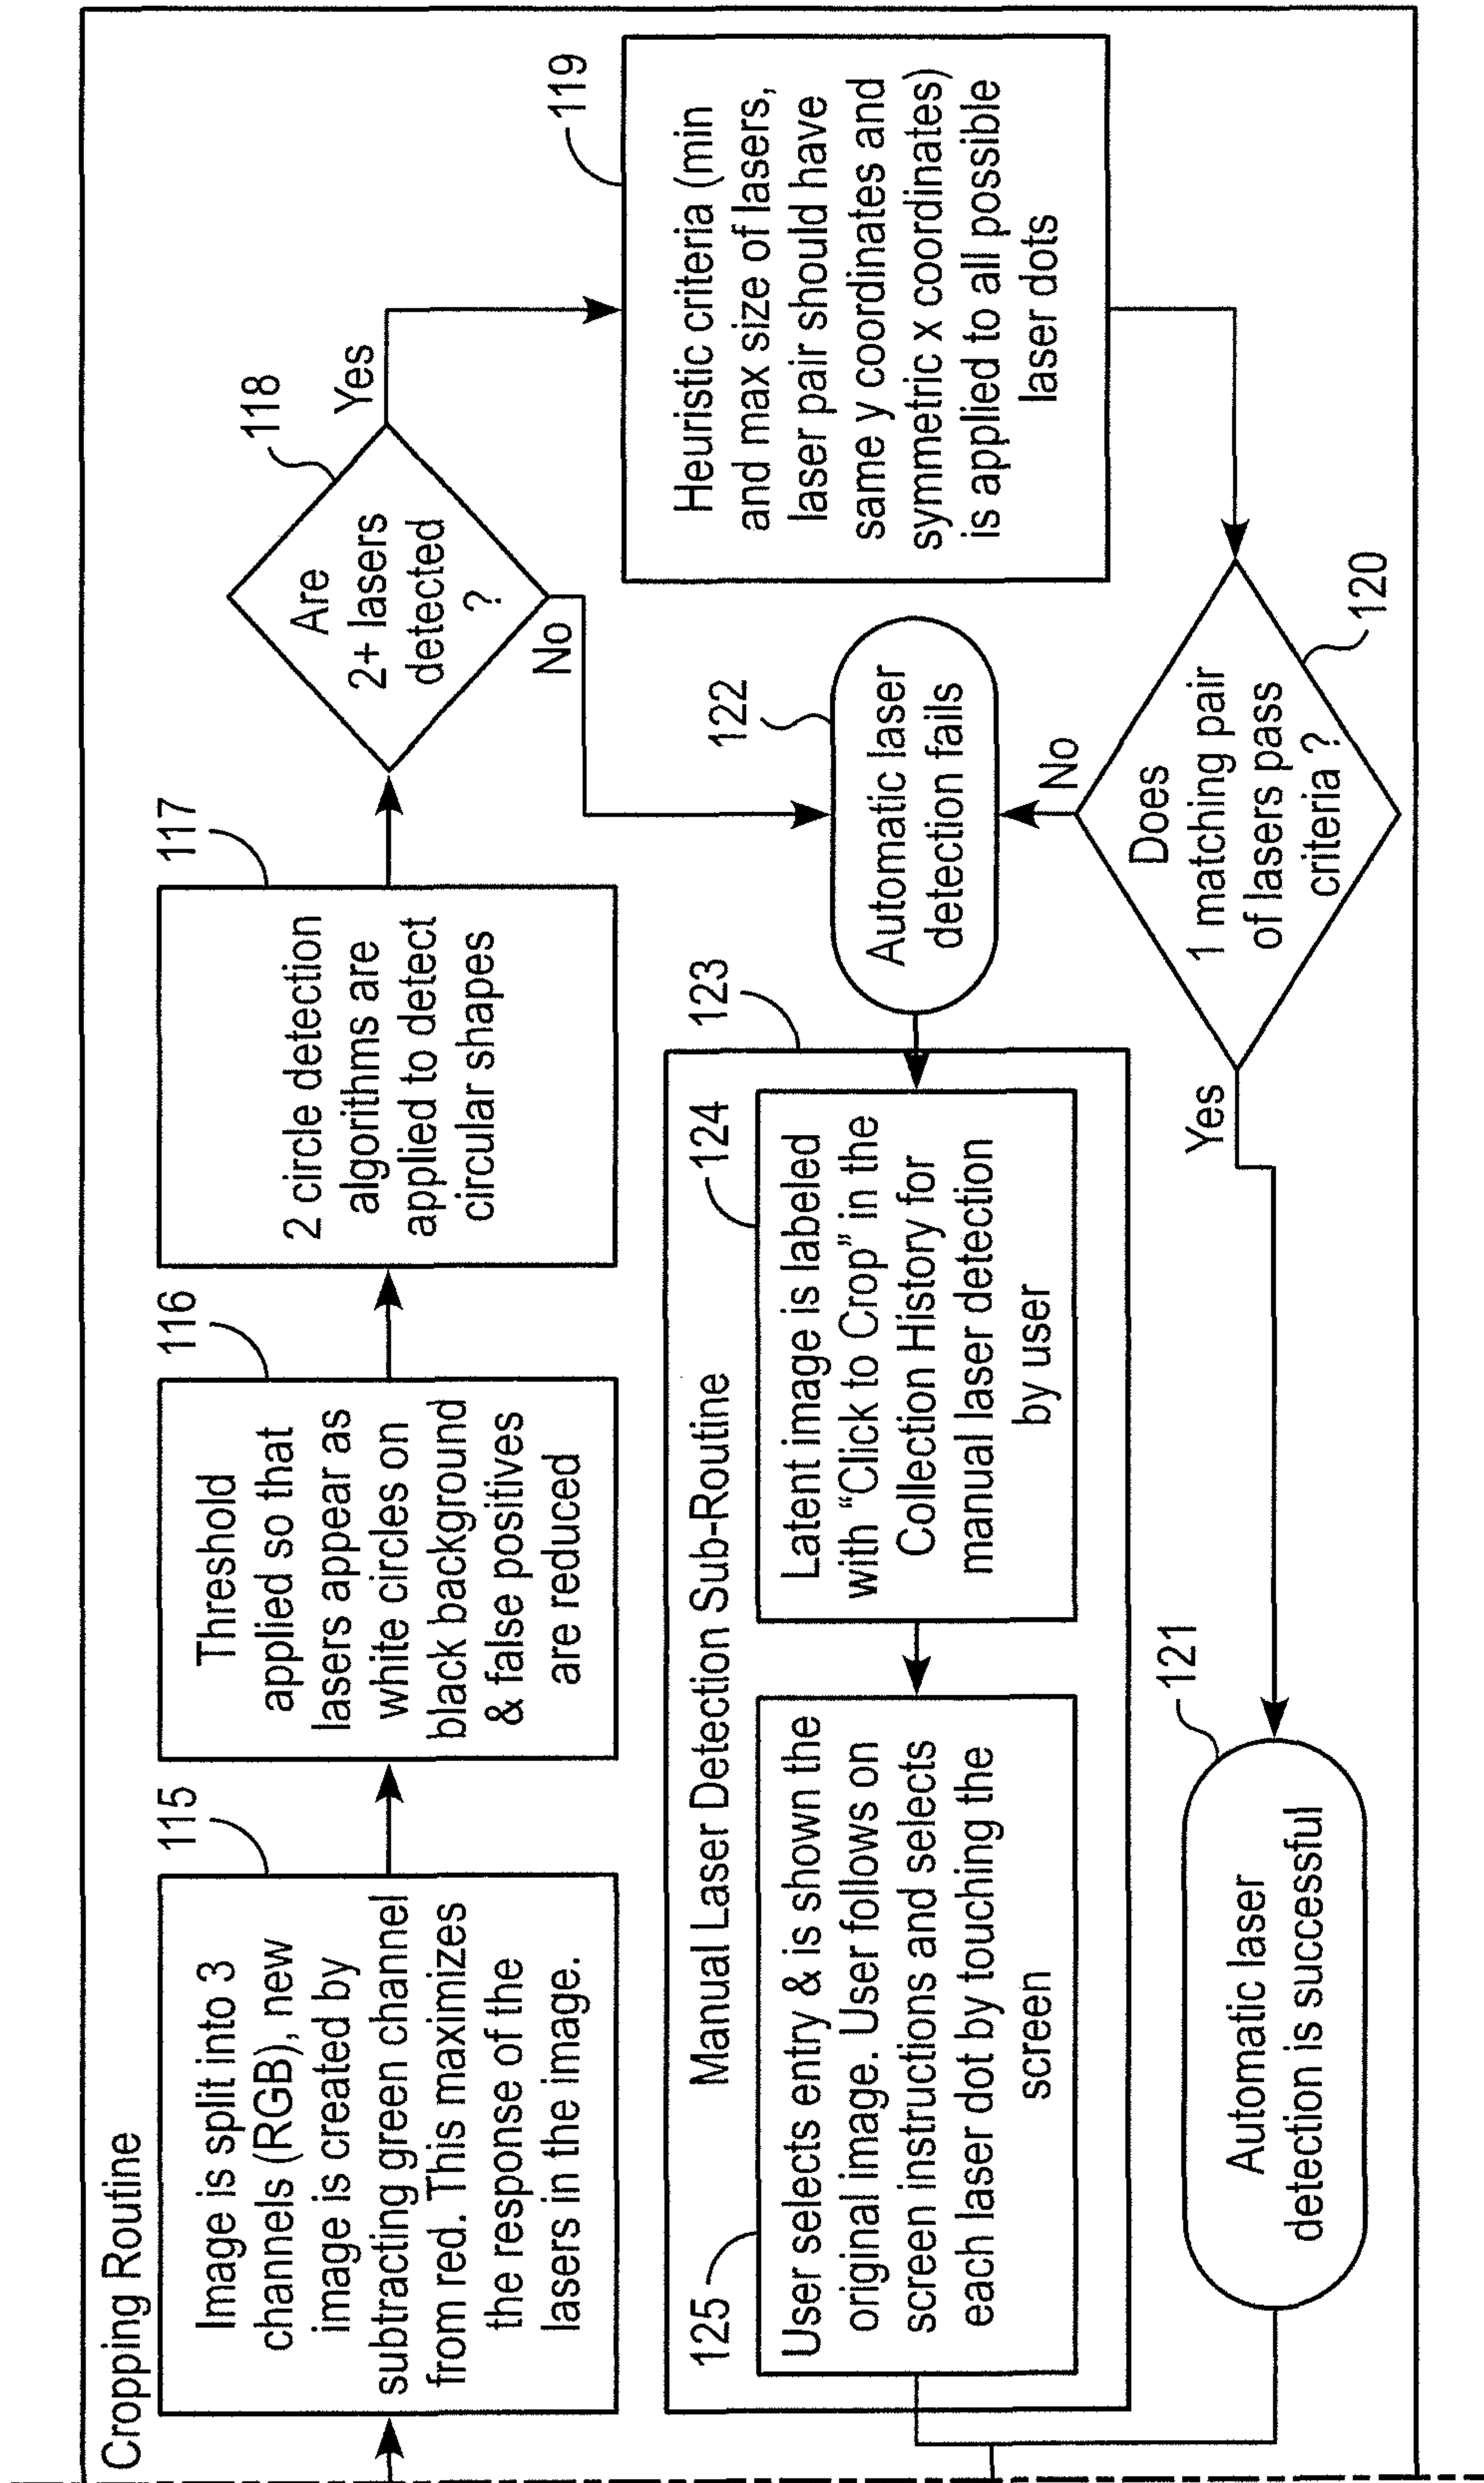 Cropping Routine
115
Image is split into 3
channels (RGB), new
image is created by
subtracting green channel
from red. This maximizes
the response of the
lasers in the image.
116
Threshold
applied so that
lasers appear as
white circles on
black background
& false positives
are reduced
117
2 circle detection
algorithms are
applied to detect
circular shapes
118
Are
2+ lasers
detected
?
Yes
No
119
Heuristic criteria (min
and max size of lasers,
laser pair should have
same y coordinates and
symmetric x coordinates)
is applied to all possible
laser dots
120
Does
1 matching pair
of lasers pass
criteria ?
No
Yes
122
Automatic laser
detection fails
123
Manual Laser Detection Sub-Routine
124
Latent image is labeled
with “Click to Crop” in the
Collection History for
manual laser detection
by user
125
User selects entry & is shown the
original image. User follows on
screen instructions and selects
each laser dot by touching the
screen
121
Automatic laser
detection is successful